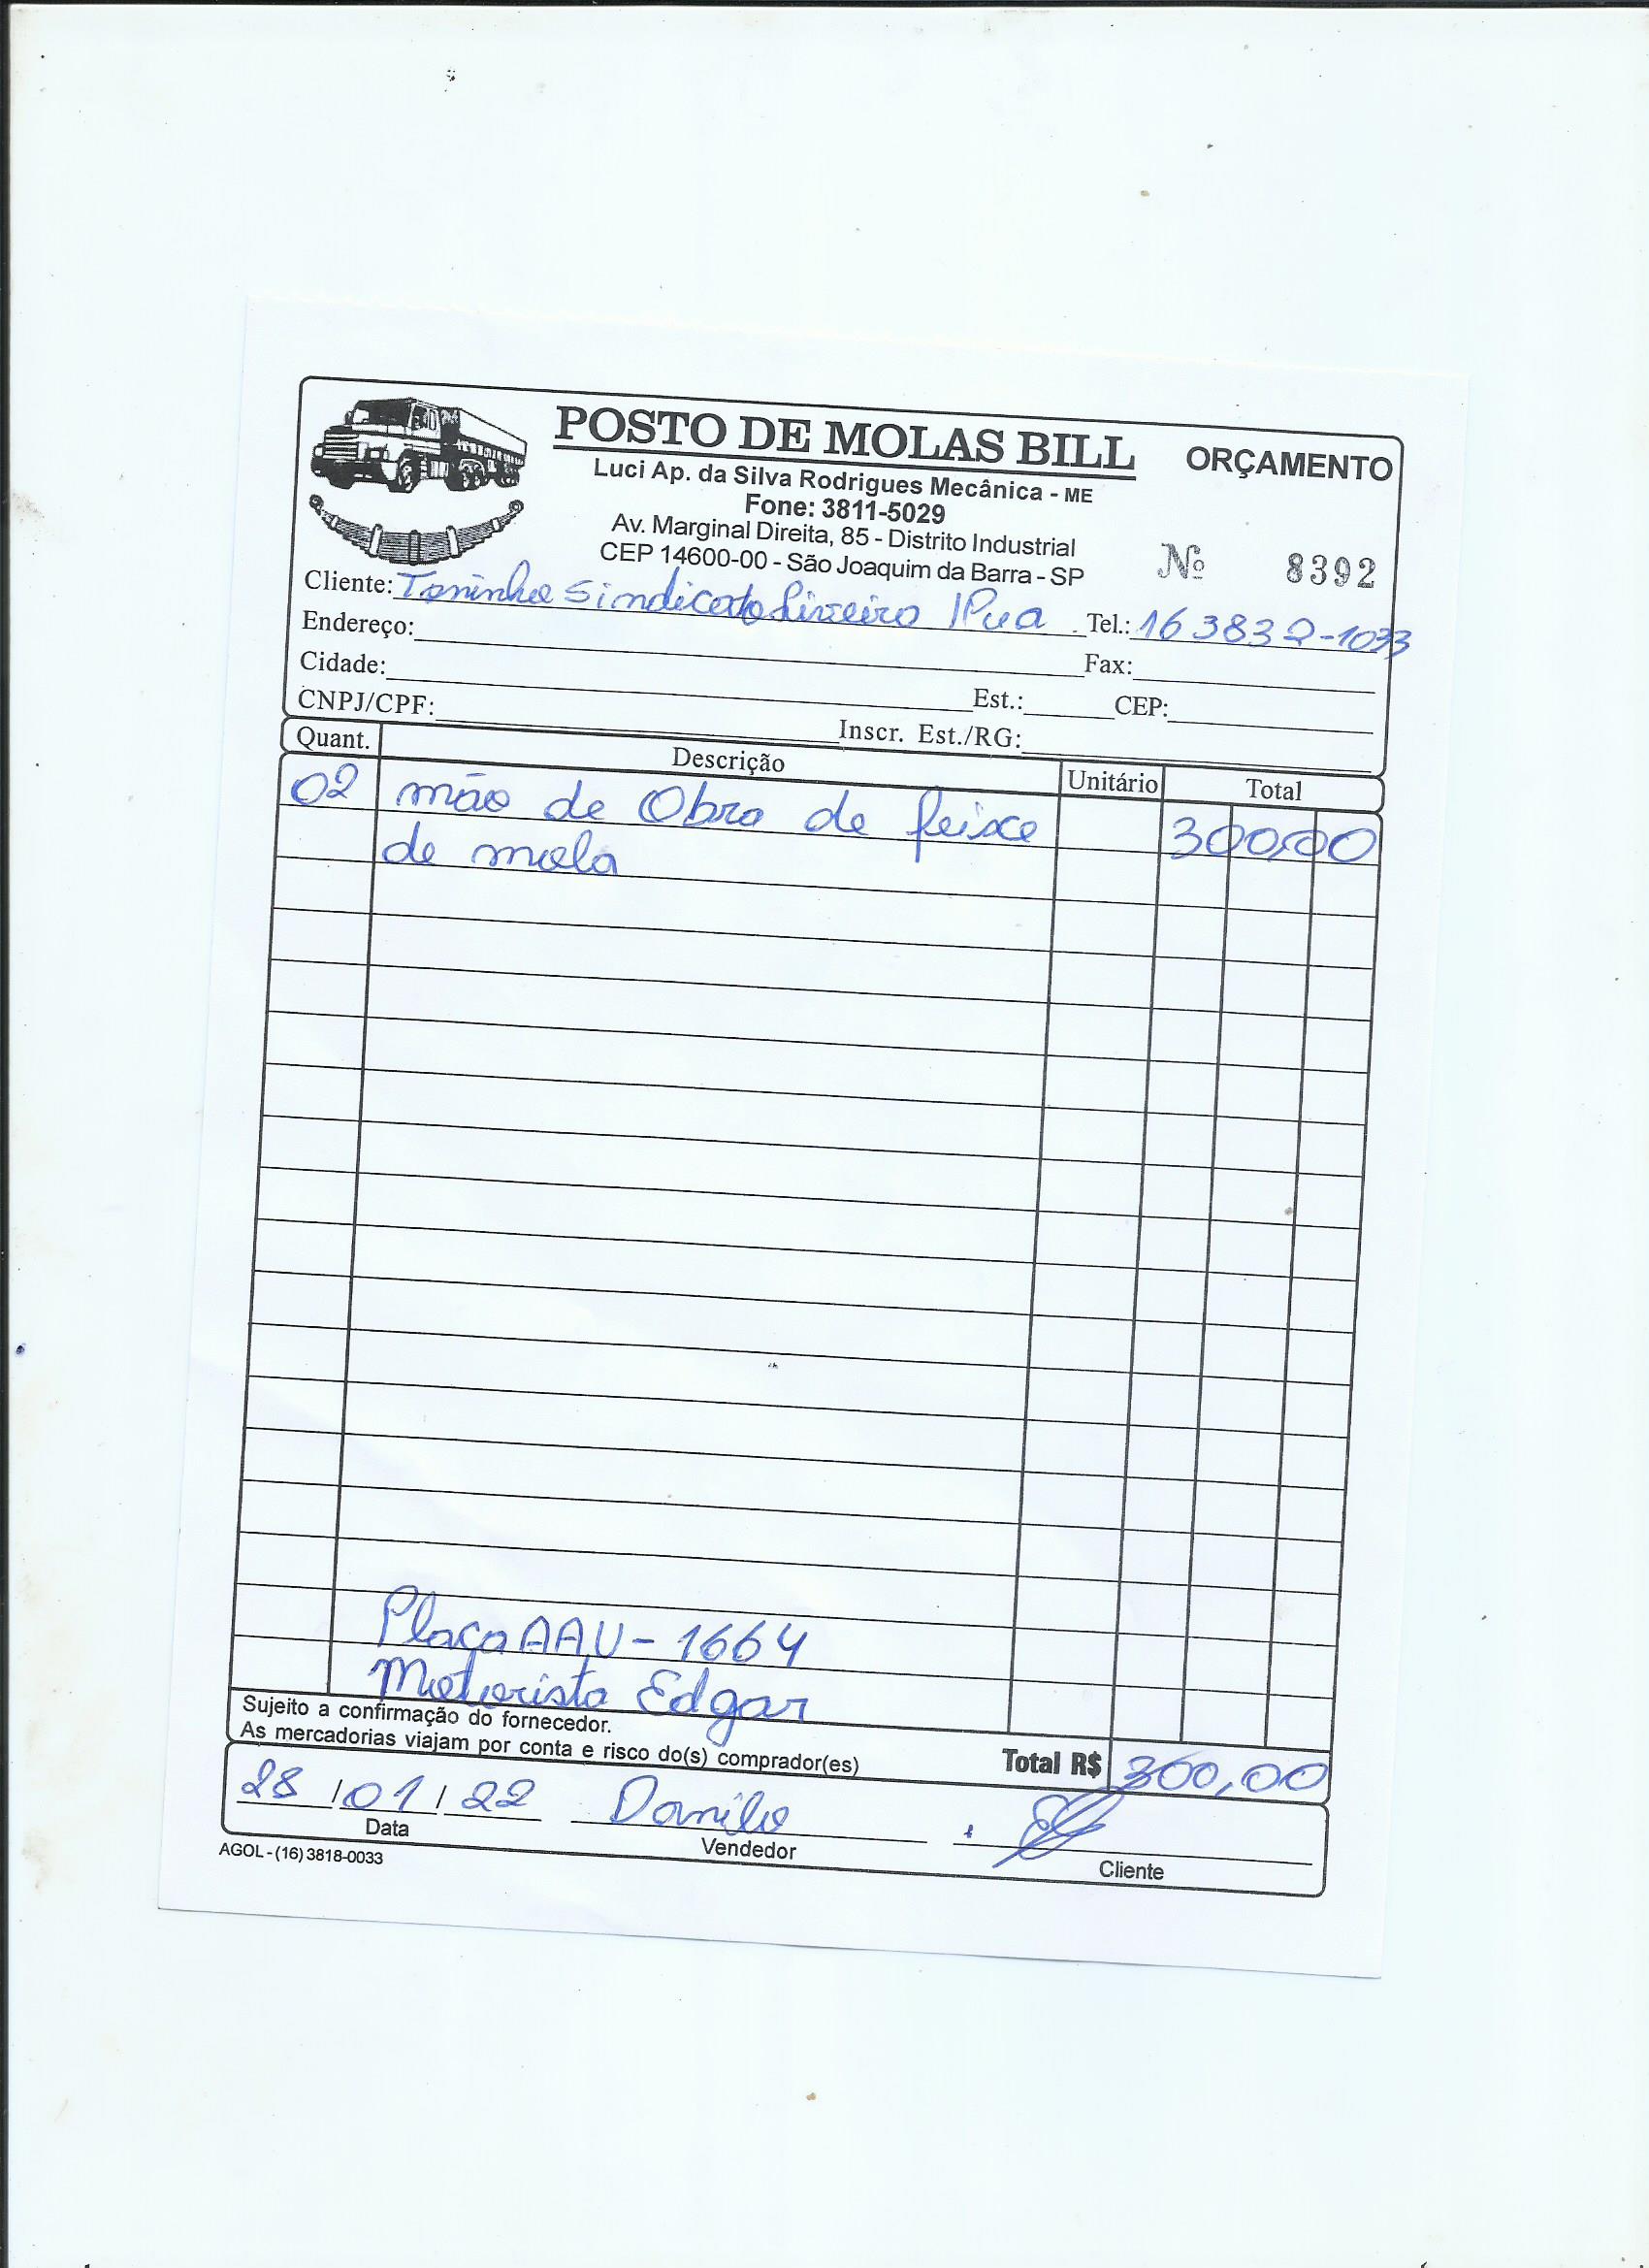 POSTO DE MOLAS BILL
ORÇAMENTO
Luci Ap. da Silva Rodrigues Mecânica - ME
Fone: 3811-5029
Av. Marginal Direita, 85 - Distrito Industrial
CEP 14600-00 - São Joaquim da Barra - SP
Nº 8392
Cliente: Toninho Sindicato IPua Tel.: 16 3832-1033
Endereço: Fax:
Cidade: Est.: CEP:
CNPJ/CPF: Inscr. Est./RG:
Quant. Descrição Unitário Total
02 mão de Obra de feixe 300,00
de mola
Placa AAU-1664
Motorista Edgar
Sujeito a confirmação do fornecedor.
As mercadorias viajam por conta e risco do(s) comprador(es)
Total R$ 300,00
28/01/22 Danilo
Data Vendedor Cliente
AGOL - (16) 3818-0033